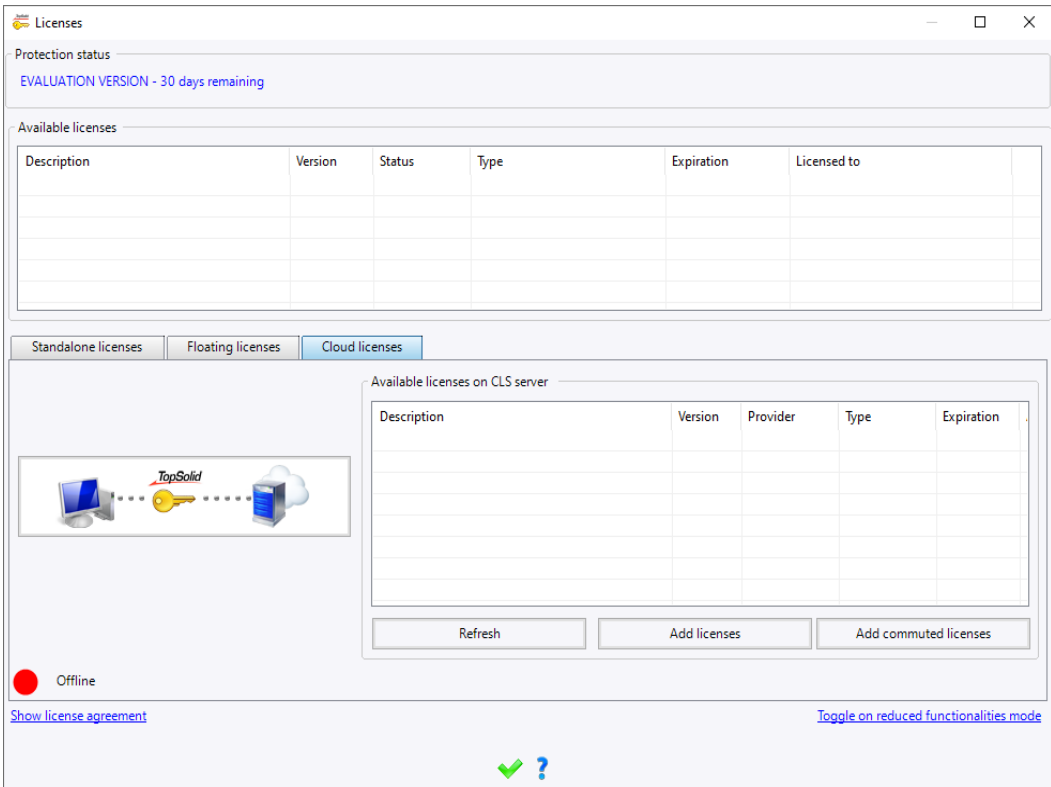 Licenses
Protection status
EVALUATION VERSION - 30 days remaining
Available licenses
Description Version Status Type Expiration Licensed to
Standalone licenses Floating licenses Cloud licenses
Available licenses on CLS server
Description Version Provider Type Expiration
TopSolid
Refresh Add licenses Add commuted licenses
Offline
Show license agreement Toggle on reduced functionalities mode